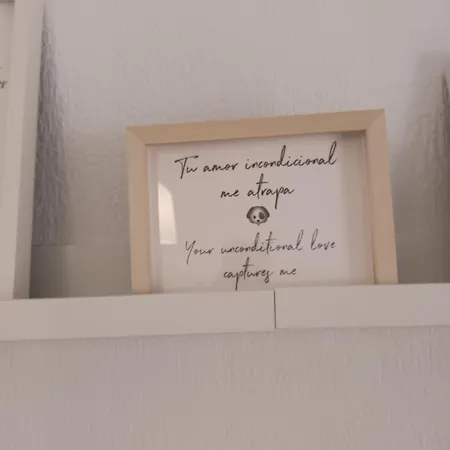 Tu amor incondicional
me atrapa
Your unconditional love
captures me